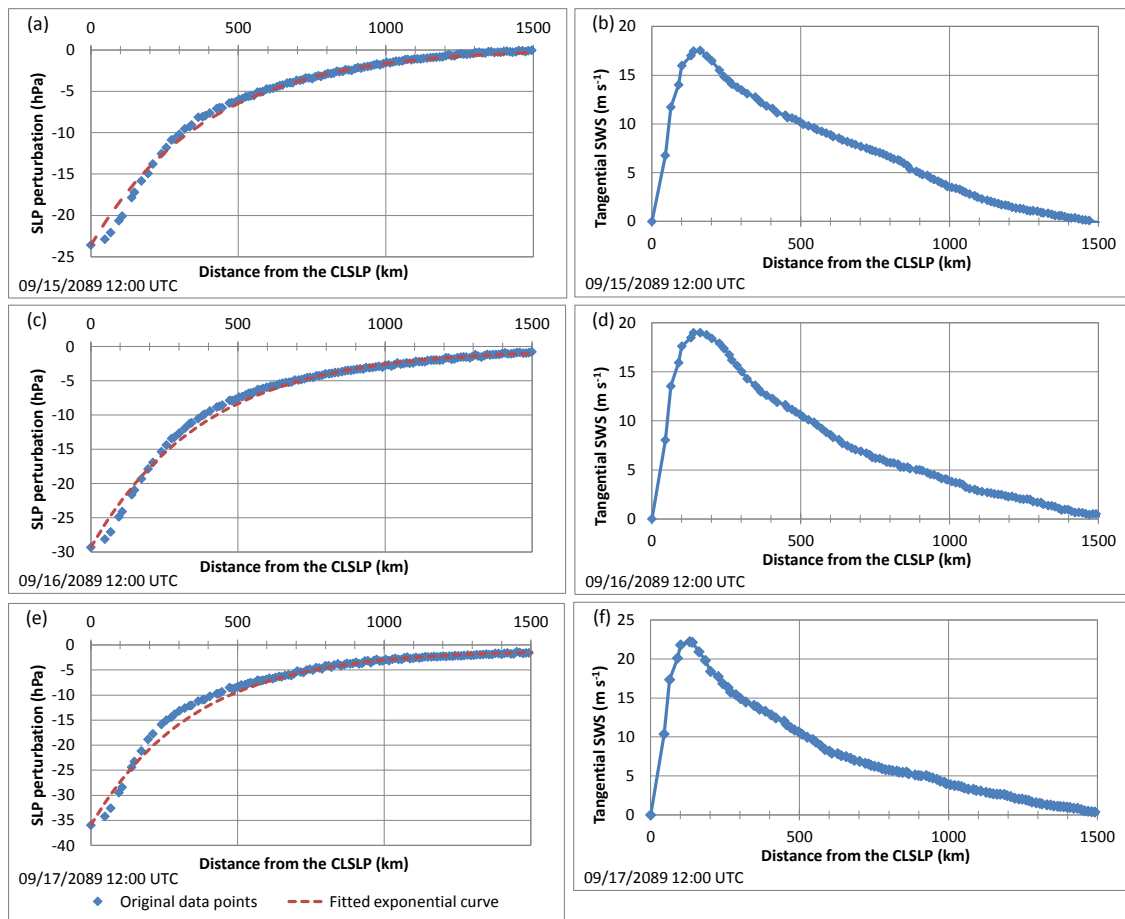 (a)
0 500 1000 1500
0
-5
-10
-15
-20
-25
SLP perturbation (hPa)
Distance from the CLSLP (km)
09/15/2089 12:00 UTC
(b)
20
15
10
5
0
Tangential SWS (m s⁻¹)
0 500 1000 1500
Distance from the CLSLP (km)
09/15/2089 12:00 UTC
(c)
0 500 1000 1500
0
-5
-10
-15
-20
-25
-30
SLP perturbation (hPa)
Distance from the CLSLP (km)
09/16/2089 12:00 UTC
(d)
20
15
10
5
0
Tangential SWS (m s⁻¹)
0 500 1000 1500
Distance from the CLSLP (km)
09/16/2089 12:00 UTC
(e)
0 500 1000 1500
0
-5
-10
-15
-20
-25
-30
-35
-40
SLP perturbation (hPa)
Distance from the CLSLP (km)
09/17/2089 12:00 UTC
Original data points Fitted exponential curve
(f)
25
20
15
10
5
0
Tangential SWS (m s⁻¹)
0 500 1000 1500
Distance from the CLSLP (km)
09/17/2089 12:00 UTC